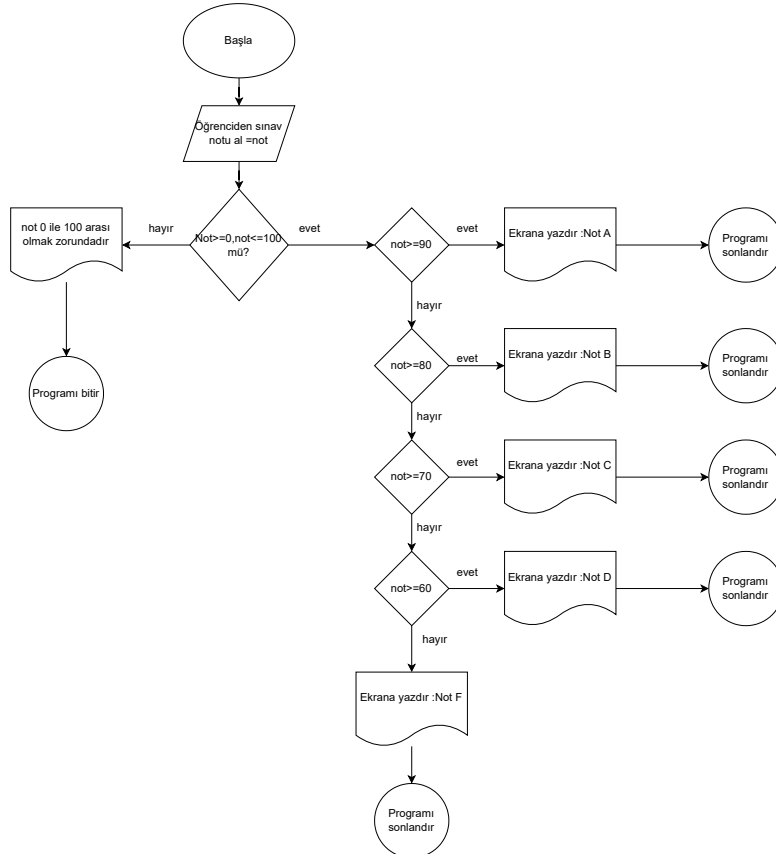 Başla
Öğrenciden sınav
notu al =not
Not>=0,not<=100
mü?
hayır
evet
not 0 ile 100 arası
olmak zorundadır
Programı bitir
not>=90
evet
Ekrana yazdır :Not A
Programı
sonlandır
hayır
not>=80
evet
Ekrana yazdır :Not B
Programı
sonlandır
hayır
not>=70
evet
Ekrana yazdır :Not C
Programı
sonlandır
hayır
not>=60
evet
Ekrana yazdır :Not D
Programı
sonlandır
hayır
Ekrana yazdır :Not F
Programı
sonlandır